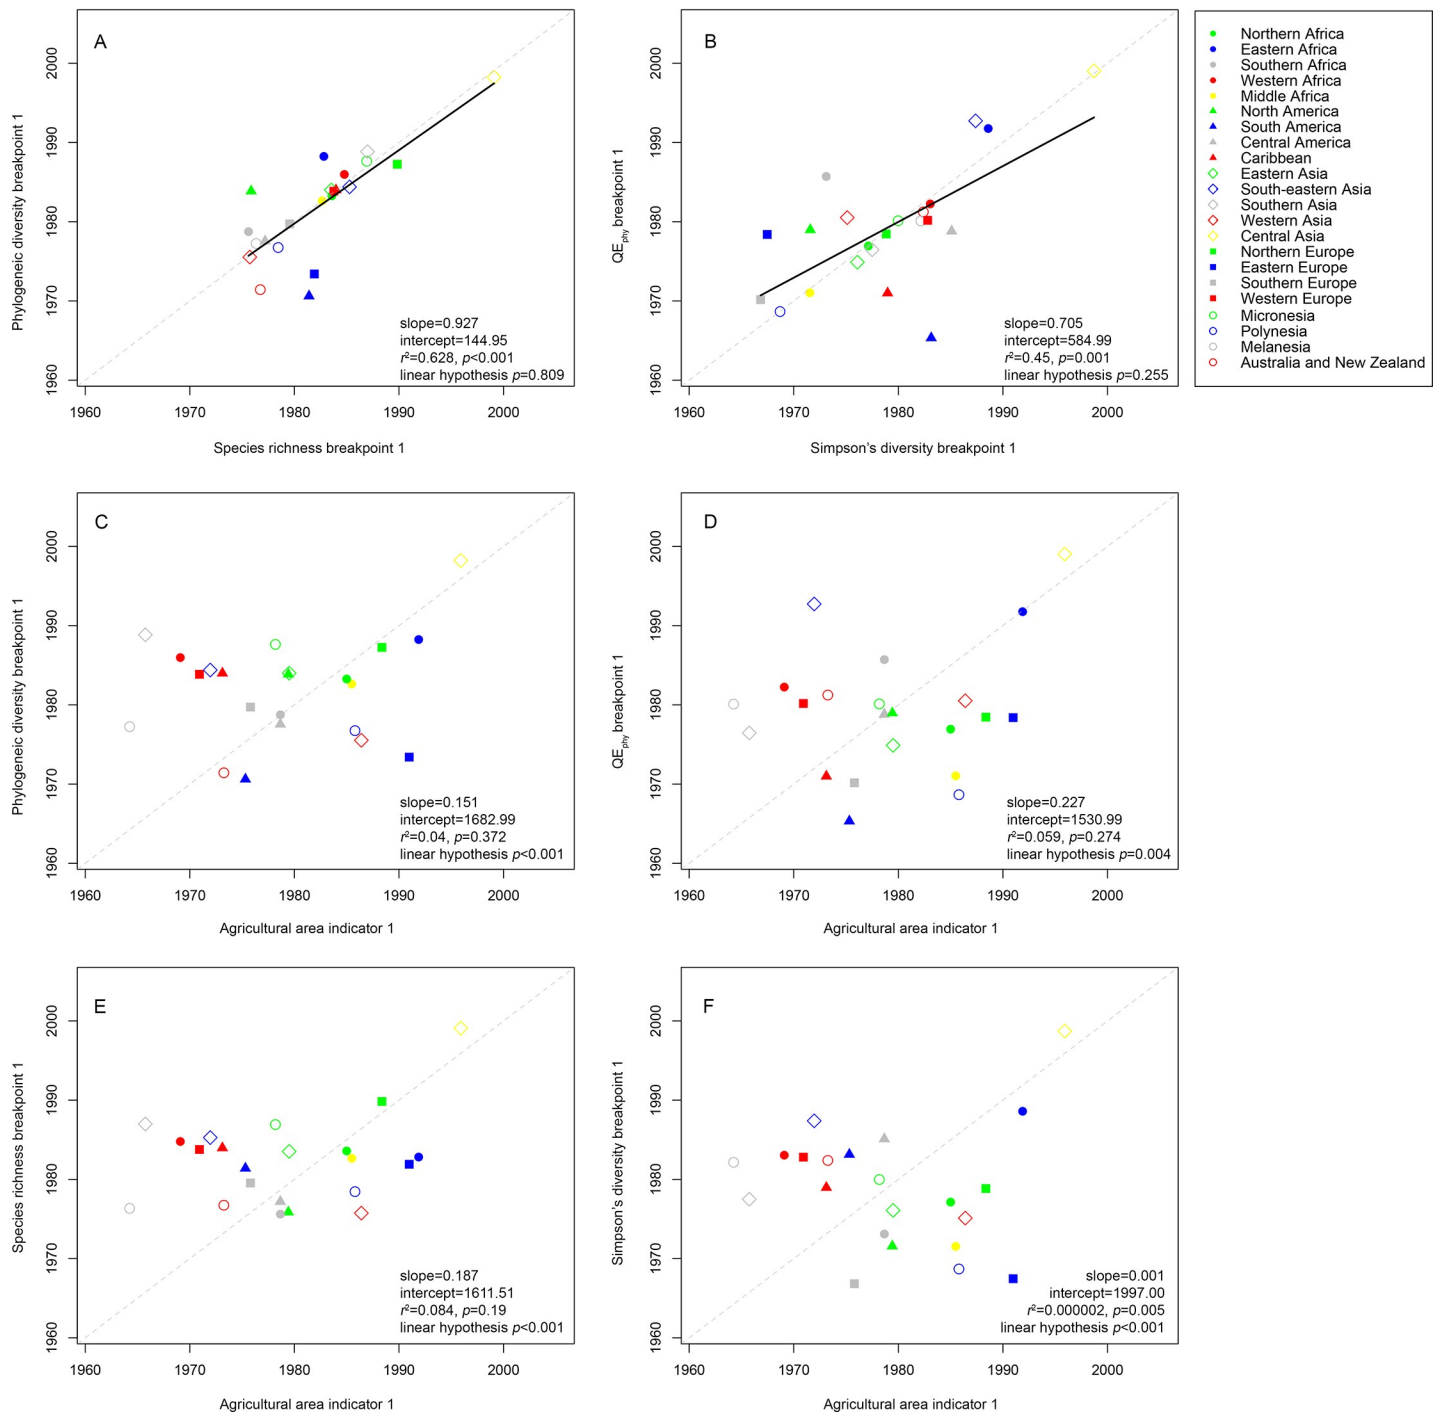 A
Phylogeneic diversity breakpoint 1
2000
1990
1980
1970
1960
slope=0.927
intercept=144.95
r²=0.628, p<0.001
linear hypothesis p=0.809
1960 1970 1980 1990 2000
Species richness breakpoint 1
B
QEphy breakpoint 1
2000
1990
1980
1970
1960
slope=0.705
intercept=584.99
r²=0.45, p=0.001
linear hypothesis p=0.255
1960 1970 1980 1990 2000
Simpson's diversity breakpoint 1
Northern Africa
Eastern Africa
Southern Africa
Western Africa
Middle Africa
North America
South America
Central America
Caribbean
Eastern Asia
South-eastern Asia
Southern Asia
Western Asia
Central Asia
Northern Europe
Eastern Europe
Southern Europe
Western Europe
Micronesia
Polynesia
Melanesia
Australia and New Zealand
C
Phylogeneic diversity breakpoint 1
2000
1990
1980
1970
1960
slope=0.151
intercept=1682.99
r²=0.04, p=0.372
linear hypothesis p<0.001
1960 1970 1980 1990 2000
Agricultural area indicator 1
D
QEphy breakpoint 1
2000
1990
1980
1970
1960
slope=0.227
intercept=1530.99
r²=0.059, p=0.274
linear hypothesis p=0.004
1960 1970 1980 1990 2000
Agricultural area indicator 1
E
Species richness breakpoint 1
2000
1990
1980
1970
1960
slope=0.187
intercept=1611.51
r²=0.084, p=0.19
linear hypothesis p<0.001
1960 1970 1980 1990 2000
Agricultural area indicator 1
F
Simpson's diversity breakpoint 1
2000
1990
1980
1970
1960
slope=0.001
intercept=1997.00
r²=0.000002, p=0.005
linear hypothesis p<0.001
1960 1970 1980 1990 2000
Agricultural area indicator 1